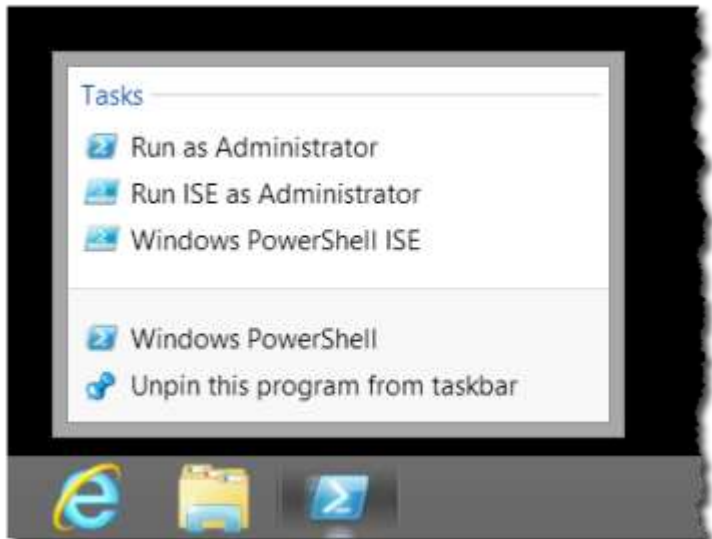 Tasks
Run as Administrator
Run ISE as Administrator
Windows PowerShell ISE
Windows PowerShell
Unpin this program from taskbar